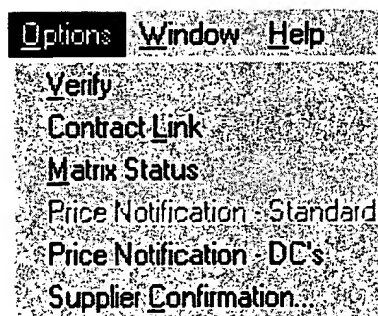 Options Window Help
Verify
Contract Link
Matrix Status
Price Notification - Standard
Price Notification - DC's
Supplier Confirmation...